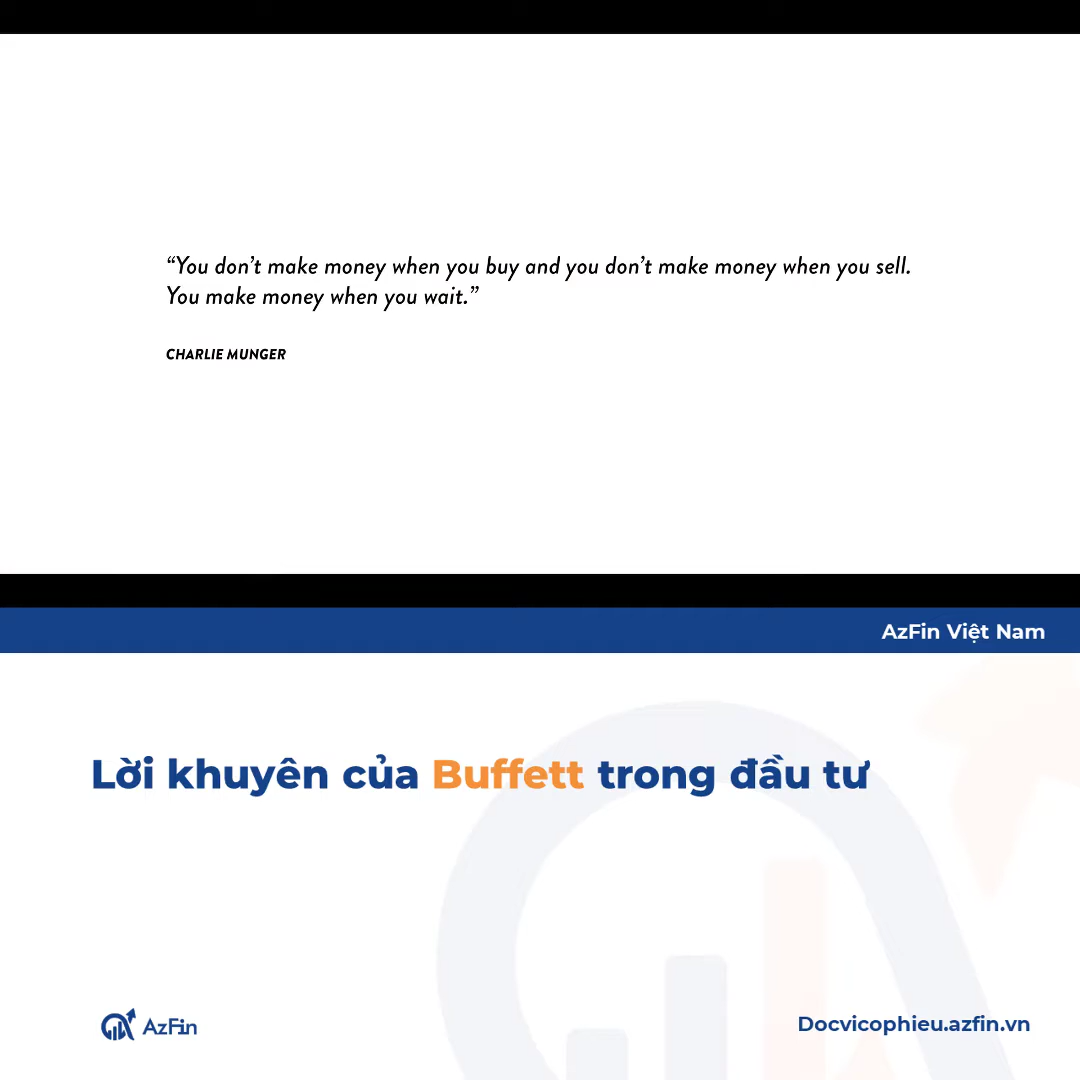 “You don’t make money when you buy and you don’t make money when you sell.
You make money when you wait.”
CHARLIE MUNGER
AzFin Việt Nam
Lời khuyên của Buffett trong đầu tư
AzFin
Docvicophieu.azfin.vn